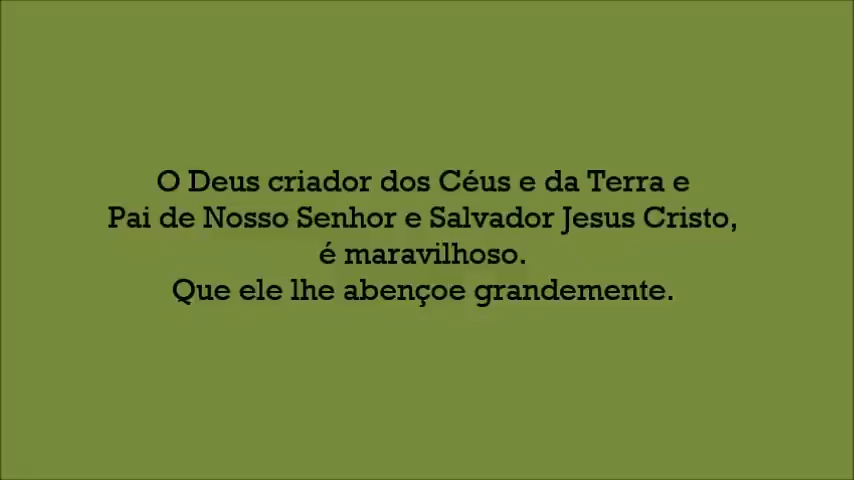 O Deus criador dos Céus e da Terra e
Pai de Nosso Senhor e Salvador Jesus Cristo,
é maravilhoso.
Que ele lhe abençoe grandemente.